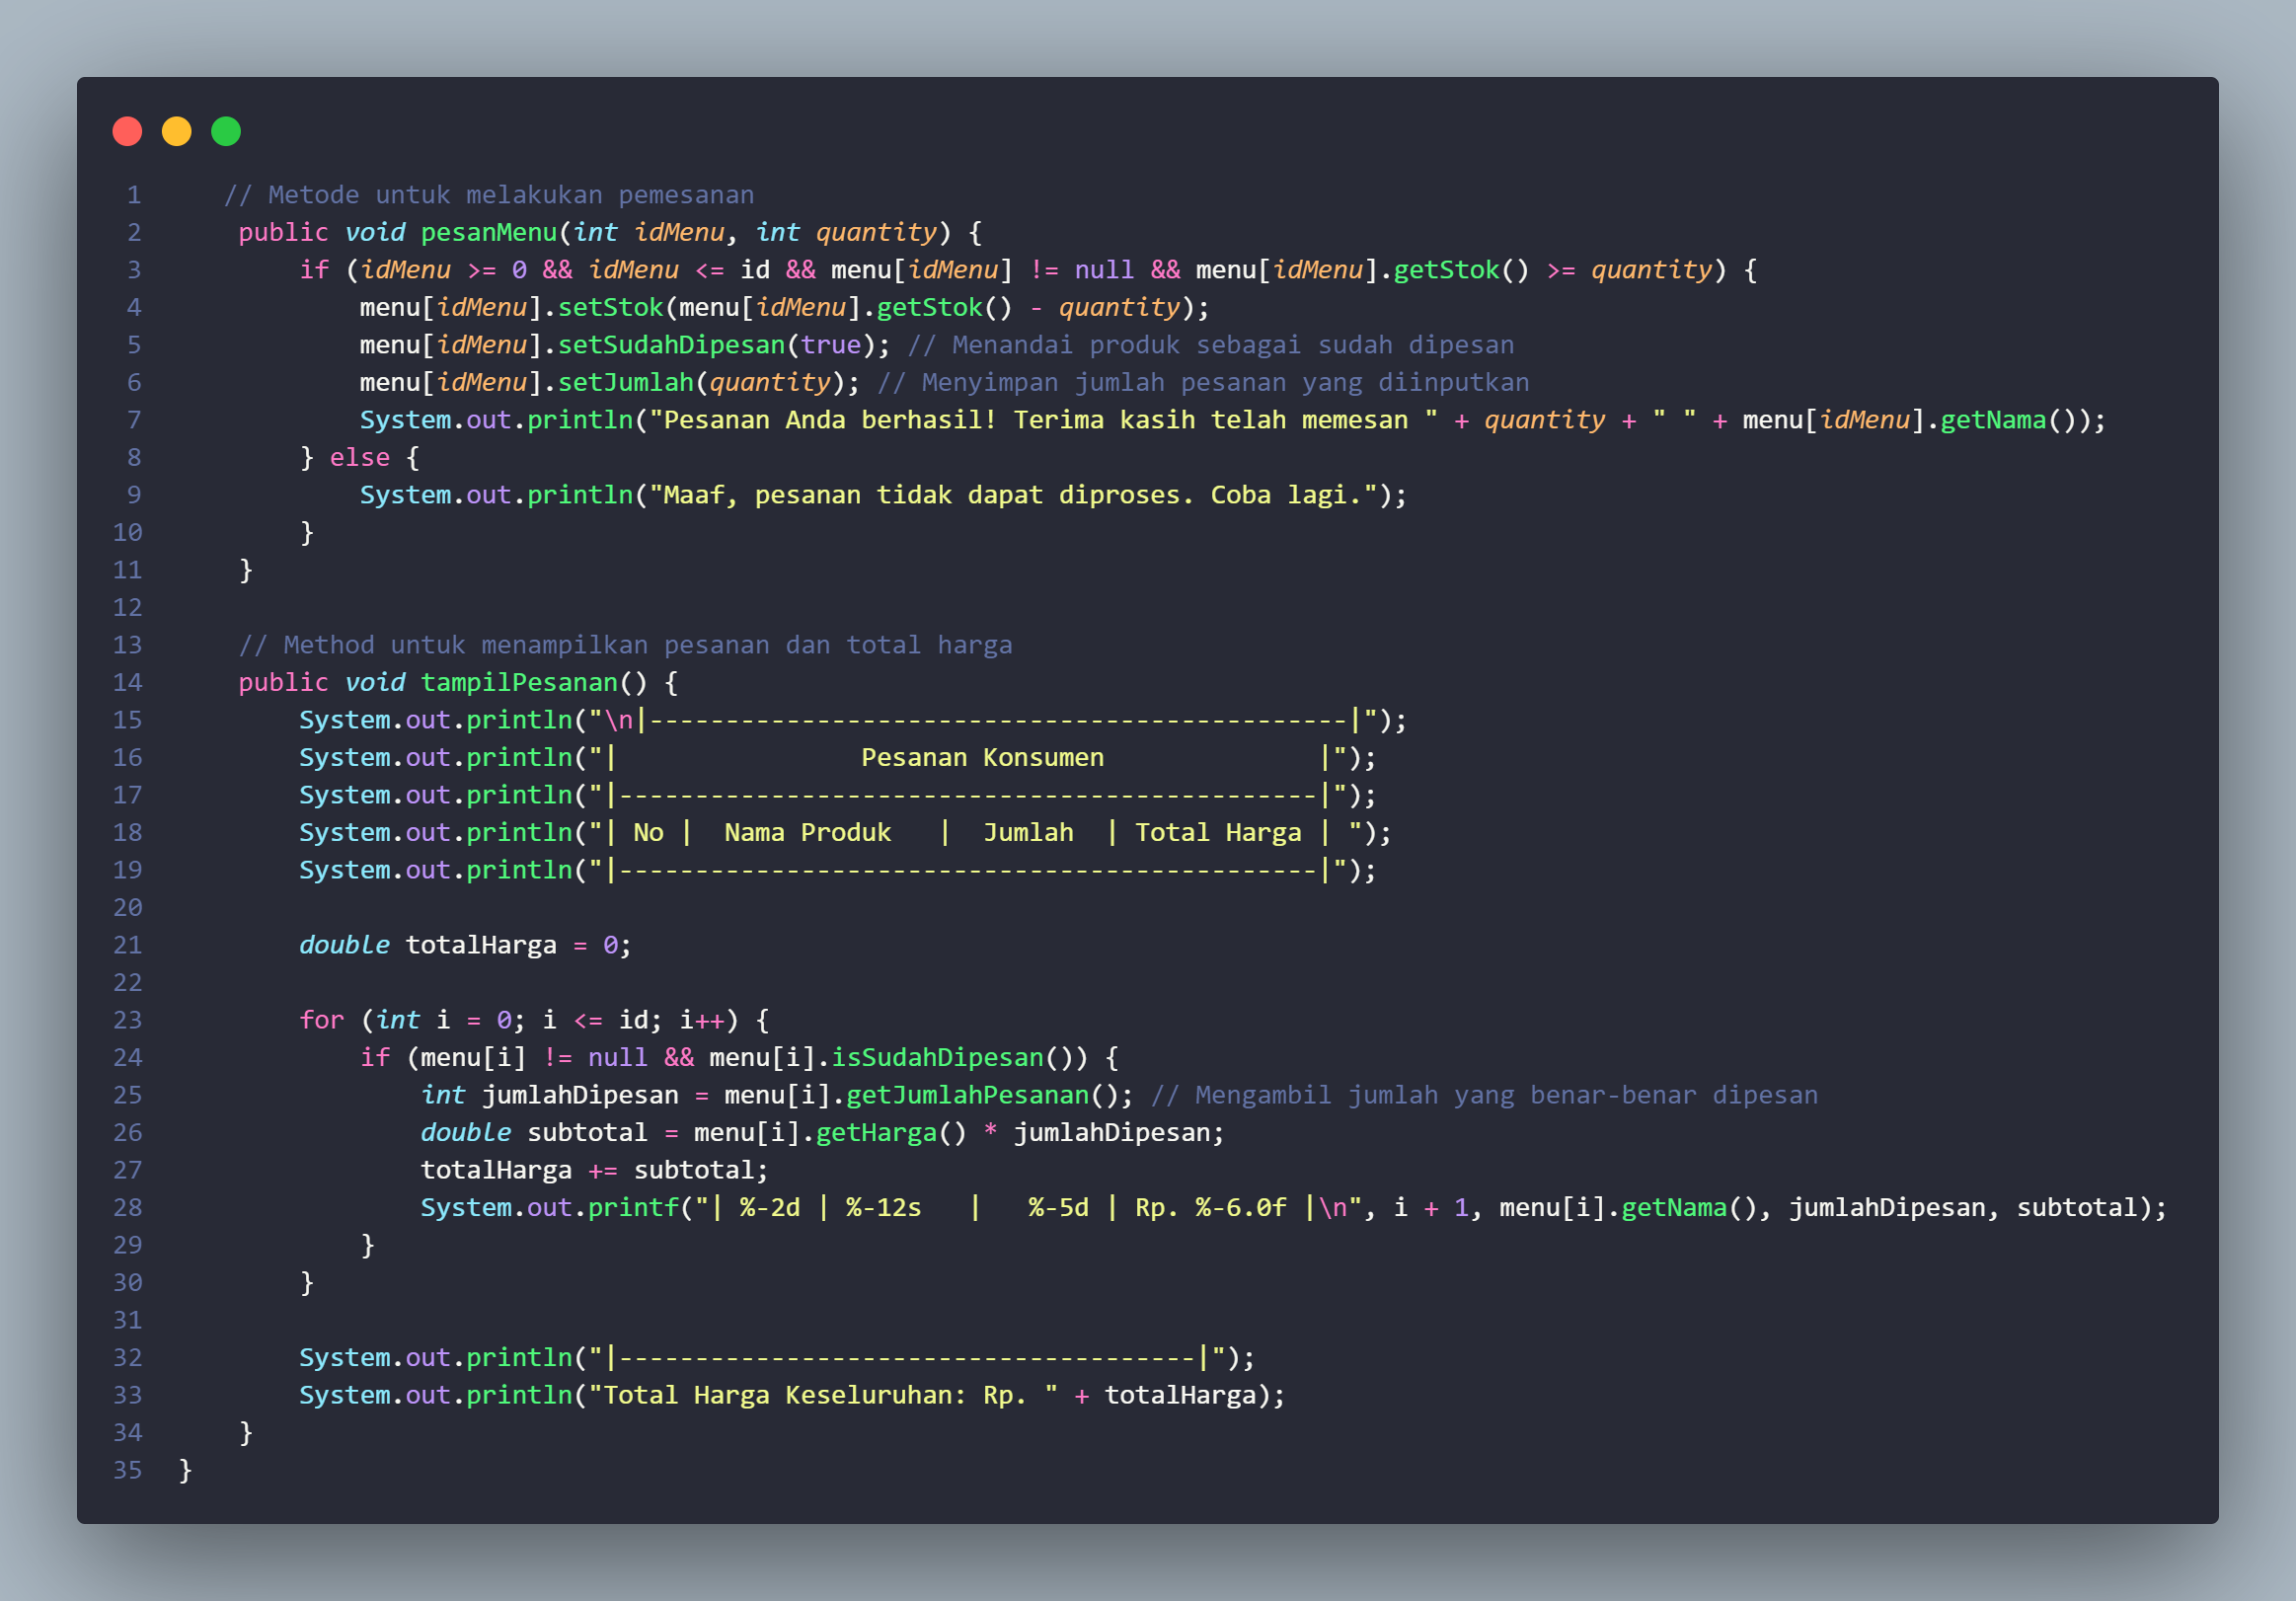 1    // Metode untuk melakukan pemesanan
2     public void pesanMenu(int idMenu, int quantity) {
3         if (idMenu >= 0 && idMenu <= id && menu[idMenu] != null && menu[idMenu].getStok() >= quantity) {
4             menu[idMenu].setStok(menu[idMenu].getStok() - quantity);
5             menu[idMenu].setSudahDipesan(true); // Menandai produk sebagai sudah dipesan
6             menu[idMenu].setJumlah(quantity); // Menyimpan jumlah pesanan yang diinputkan
7             System.out.println("Pesanan Anda berhasil! Terima kasih telah memesan " + quantity + " " + menu[idMenu].getNama());
8         } else {
9             System.out.println("Maaf, pesanan tidak dapat diproses. Coba lagi.");
10         }
11     }
12
13     // Method untuk menampilkan pesanan dan total harga
14     public void tampilPesanan() {
15         System.out.println("\n|----------------------------------------------|");
16         System.out.println("|                Pesanan Konsumen              |");
17         System.out.println("|----------------------------------------------|");
18         System.out.println("| No |  Nama Produk   |  Jumlah  | Total Harga | ");
19         System.out.println("|----------------------------------------------|");
20
21         double totalHarga = 0;
22
23         for (int i = 0; i <= id; i++) {
24             if (menu[i] != null && menu[i].isSudahDipesan()) {
25                 int jumlahDipesan = menu[i].getJumlahPesanan(); // Mengambil jumlah yang benar-benar dipesan
26                 double subtotal = menu[i].getHarga() * jumlahDipesan;
27                 totalHarga += subtotal;
28                 System.out.printf("| %-2d | %-12s   |   %-5d | Rp. %-6.0f |\n", i + 1, menu[i].getNama(), jumlahDipesan, subtotal);
29             }
30         }
31
32         System.out.println("|--------------------------------------|");
33         System.out.println("Total Harga Keseluruhan: Rp. " + totalHarga);
34     }
35 }